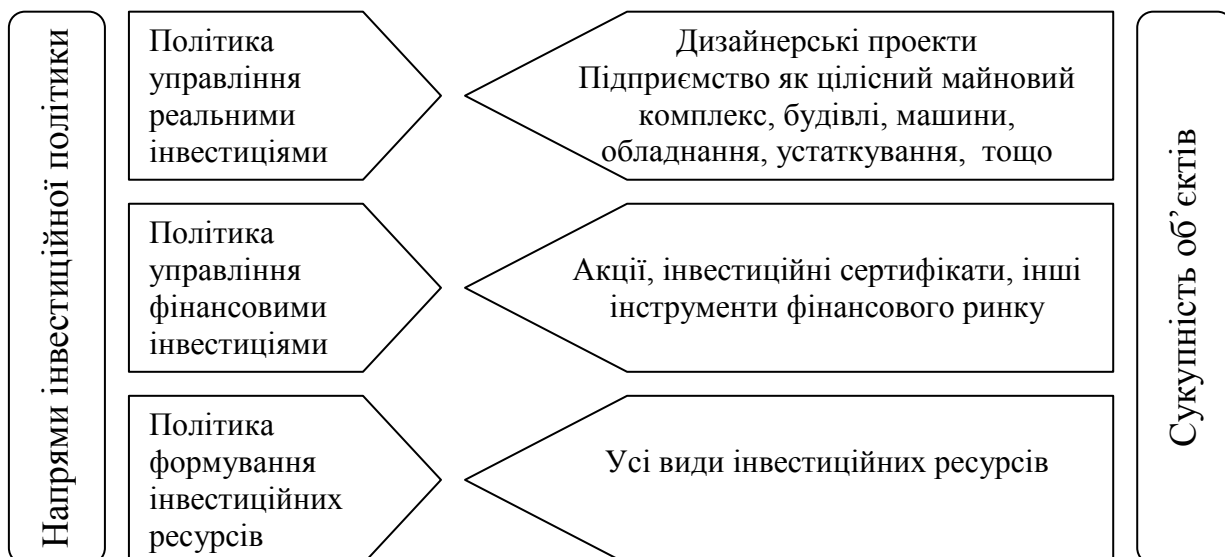 Напрями інвестиційної політики
Політика
управління
реальними
інвестиціями
Дизайнерські проекти
Підприємство як цілісний майновий
комплекс, будівлі, машини,
обладнання, устаткування, тощо
Політика
управління
фінансовими
інвестиціями
Акції, інвестиційні сертифікати, інші
інструменти фінансового ринку
Політика
формування
інвестиційних
ресурсів
Усі види інвестиційних ресурсів
Сукупність об’єктів